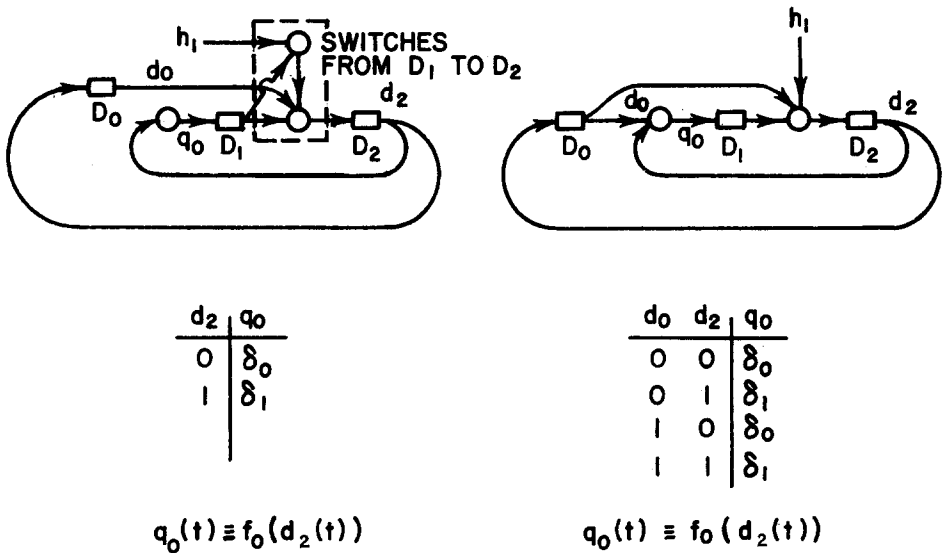 h₁ SWITCHES
FROM D₁ TO D₂
d₀
d₂
D₀
q₀
D₁
D₂
h₁
d₀
d₂
D₀
q₀
D₁
D₂
d₂ q₀
0 δ₀
1 δ₁
d₀ d₂ q₀
0 0 δ₀
0 1 δ₁
1 0 δ₀
1 1 δ₁
q₀(t) ≡ f₀(d₂(t))
q₀(t) ≡ f₀(d₂(t))